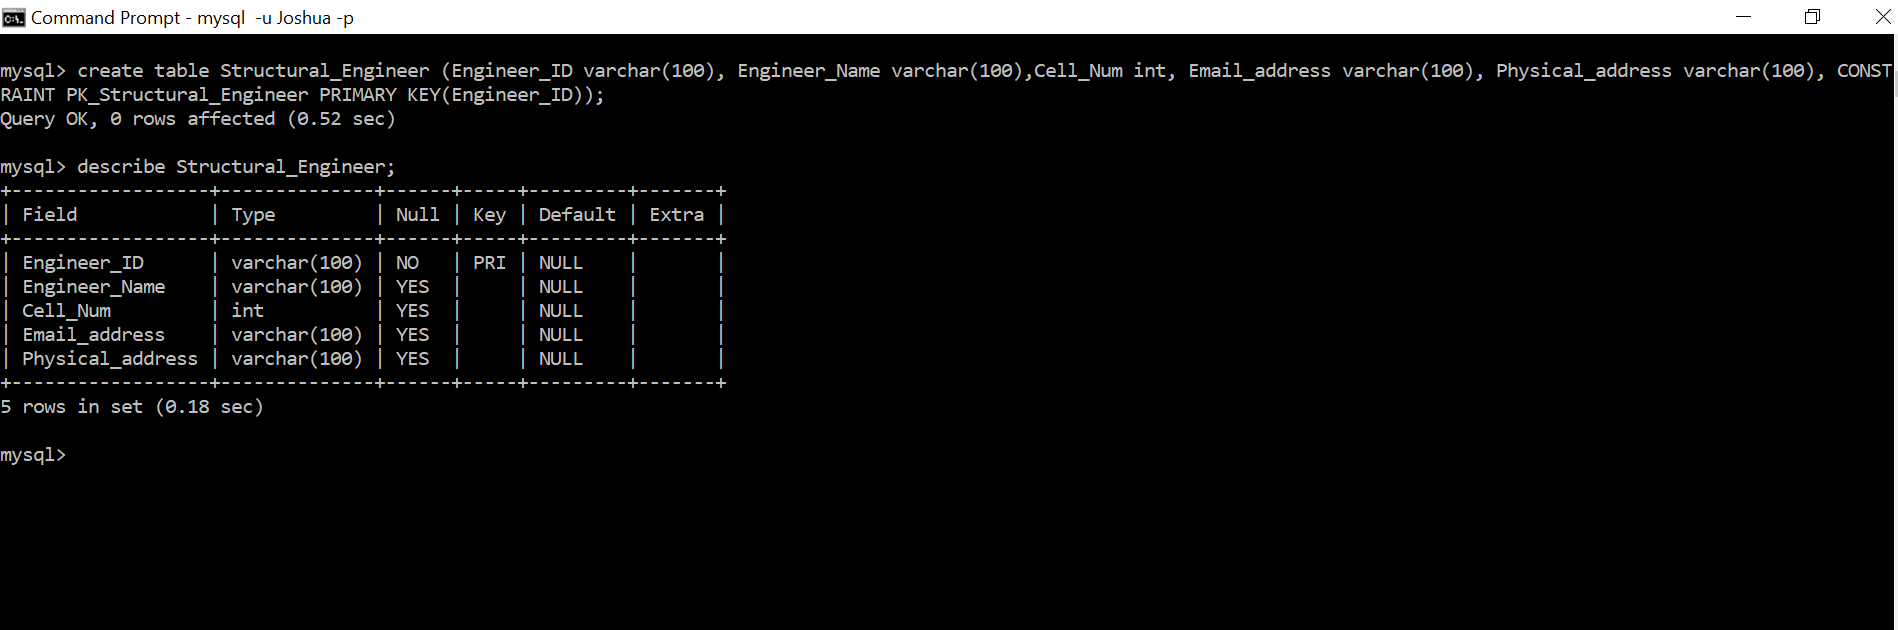 Command Prompt - mysql  -u Joshua -p
mysql> create table Structural_Engineer (Engineer_ID varchar(100), Engineer_Name varchar(100),Cell_Num int, Email_address varchar(100), Physical_address varchar(100), CONST
RAINT PK_Structural_Engineer PRIMARY KEY(Engineer_ID));
Query OK, 0 rows affected (0.52 sec)
mysql> describe Structural_Engineer;
+------------------+--------------+------+-----+---------+-------+
| Field            | Type         | Null | Key | Default | Extra |
+------------------+--------------+------+-----+---------+-------+
| Engineer_ID      | varchar(100) | NO   | PRI | NULL    |       |
| Engineer_Name    | varchar(100) | YES  |     | NULL    |       |
| Cell_Num         | int          | YES  |     | NULL    |       |
| Email_address    | varchar(100) | YES  |     | NULL    |       |
| Physical_address | varchar(100) | YES  |     | NULL    |       |
+------------------+--------------+------+-----+---------+-------+
5 rows in set (0.18 sec)
mysql>